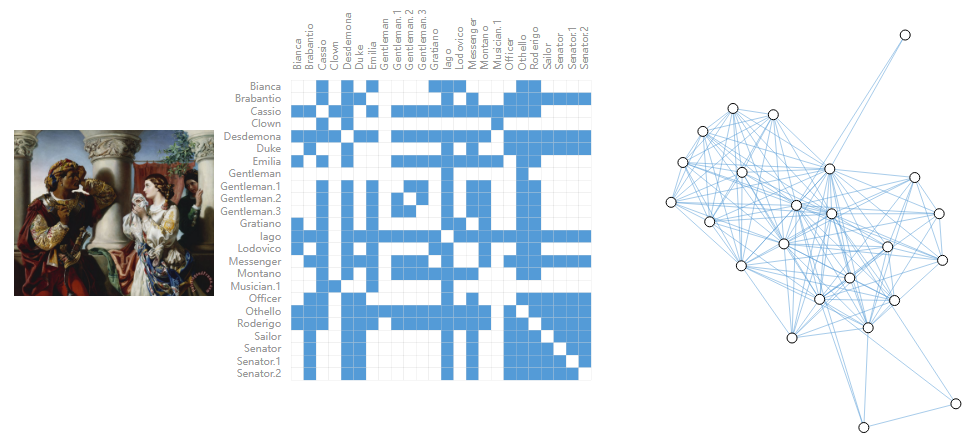 Bianca
Brabantio
Cassio
Clown
Desdemona
Duke
Emilia
Gentleman
Gentleman.1
Gentleman.2
Gentleman.3
Gratiano
Iago
Lodovico
Messenger
Montano
Musician.1
Officer
Othello
Roderigo
Sailor
Senator
Senator.1
Senator.2
Bianca
Brabantio
Cassio
Clown
Desdemona
Duke
Emilia
Gentleman
Gentleman.1
Gentleman.2
Gentleman.3
Gratiano
Iago
Lodovico
Messenger
Montano
Musician.1
Officer
Othello
Roderigo
Sailor
Senator
Senator.1
Senator.2